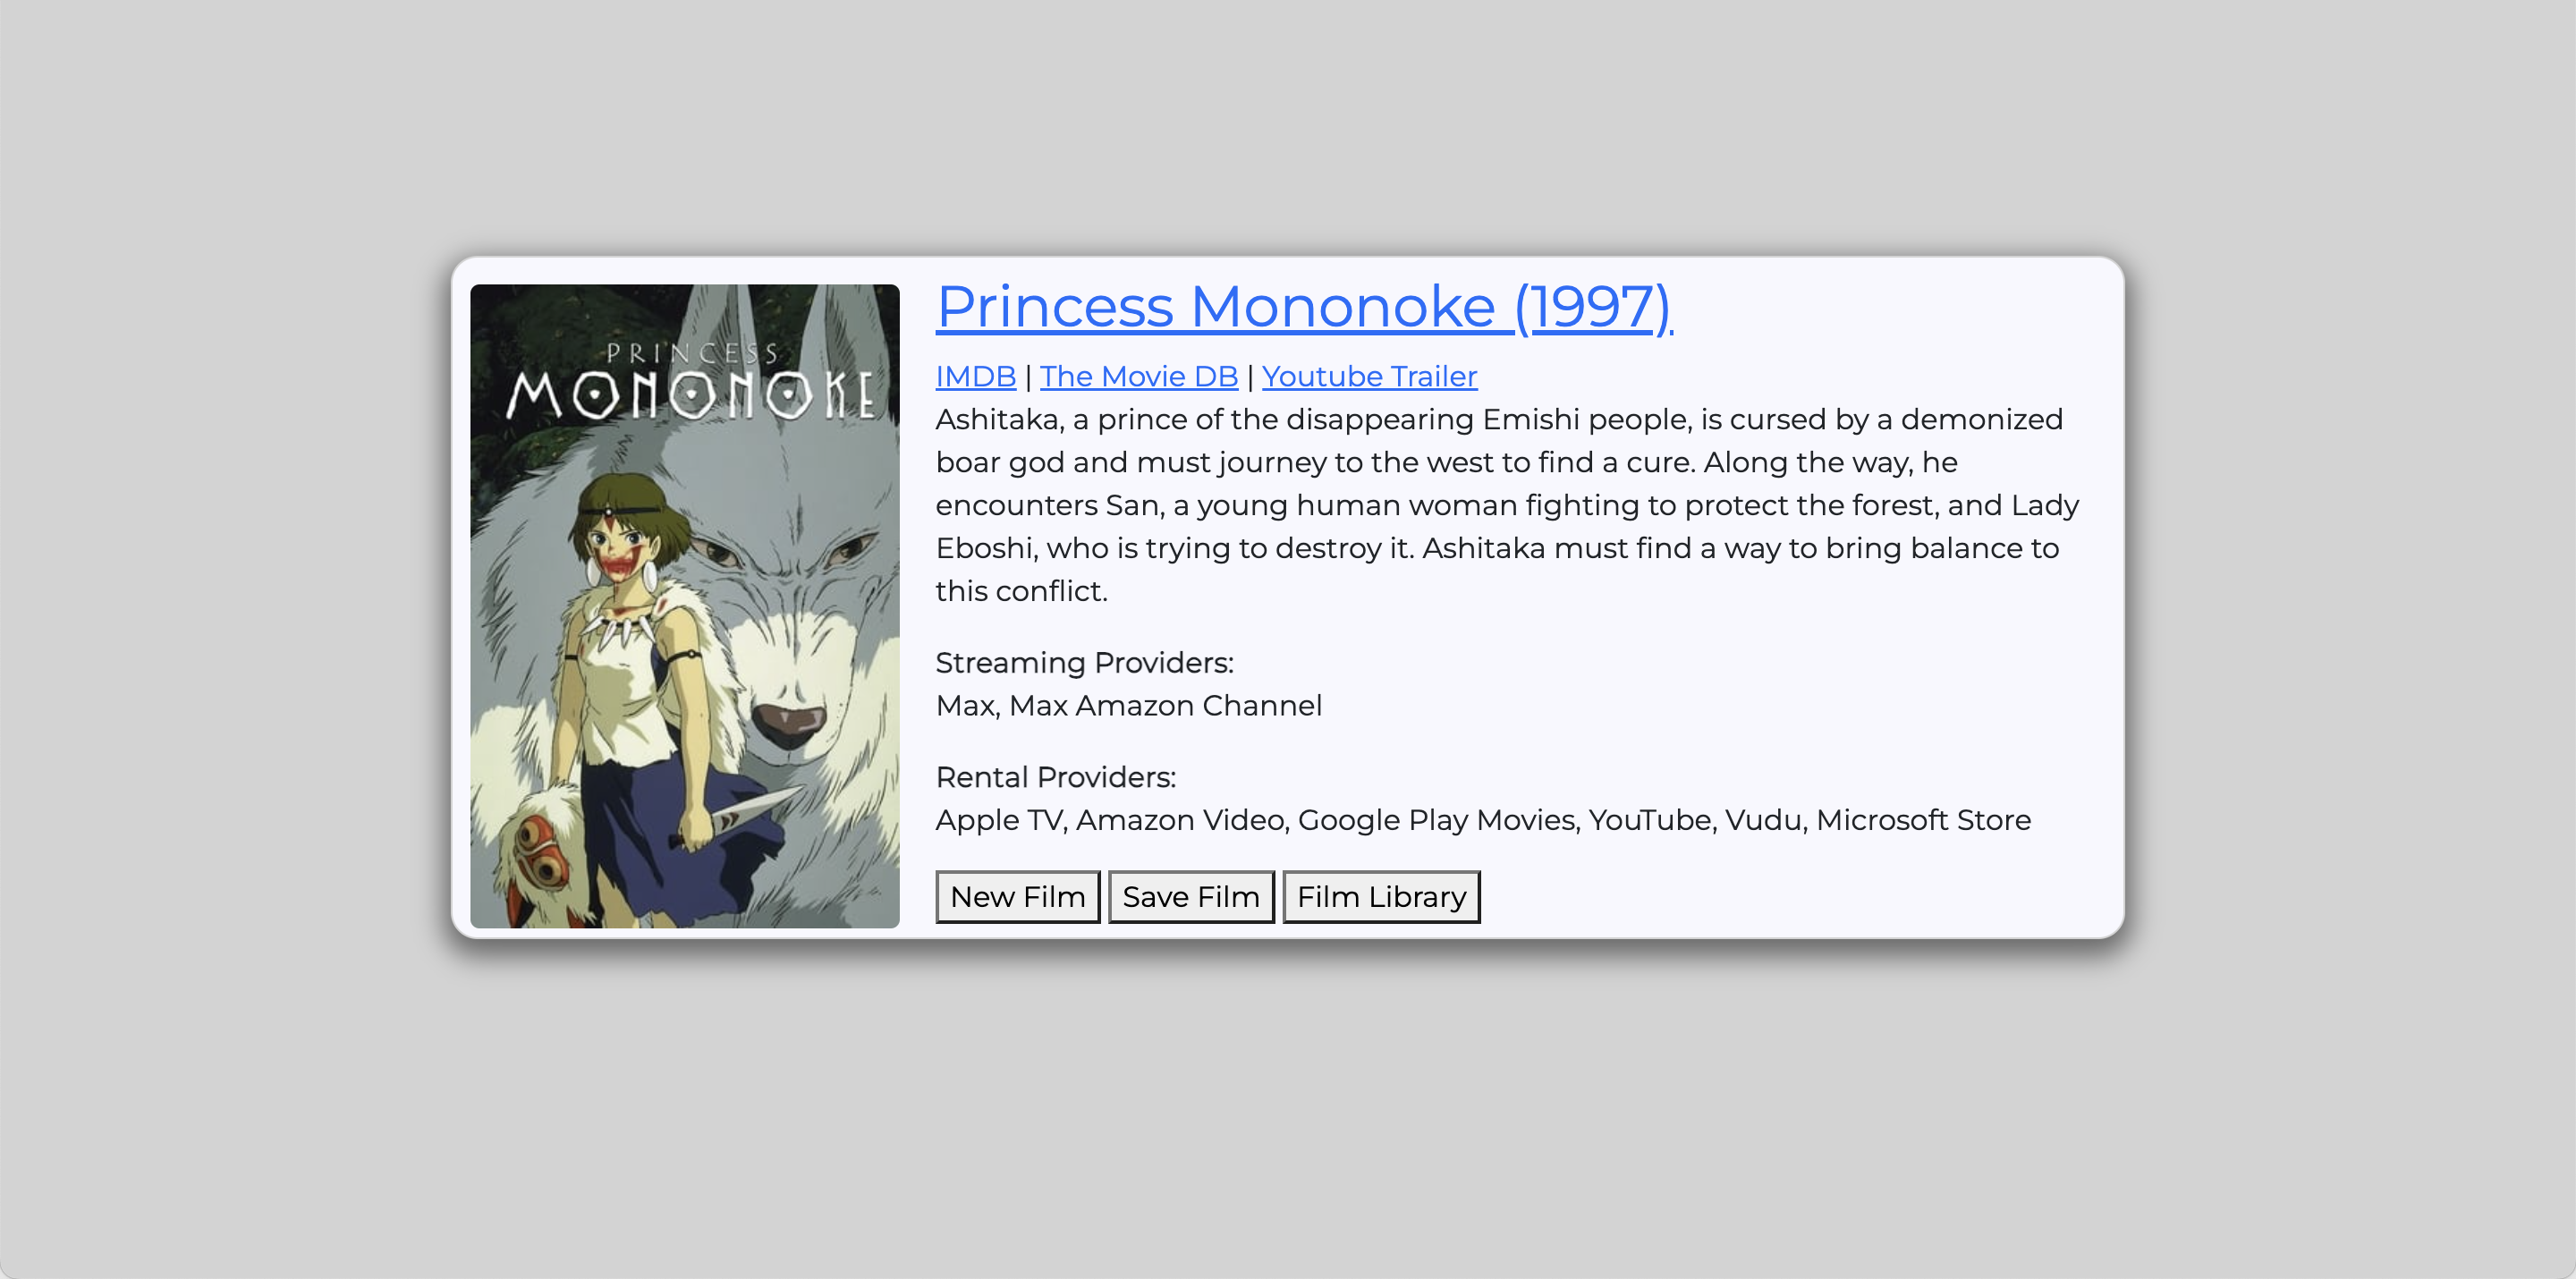 PRINCESS
MONONOKE
Princess Mononoke (1997)
IMDB | The Movie DB | Youtube Trailer
Ashitaka, a prince of the disappearing Emishi people, is cursed by a demonized
boar god and must journey to the west to find a cure. Along the way, he
encounters San, a young human woman fighting to protect the forest, and Lady
Eboshi, who is trying to destroy it. Ashitaka must find a way to bring balance to
this conflict.
Streaming Providers:
Max, Max Amazon Channel
Rental Providers:
Apple TV, Amazon Video, Google Play Movies, YouTube, Vudu, Microsoft Store
New Film Save Film Film Library